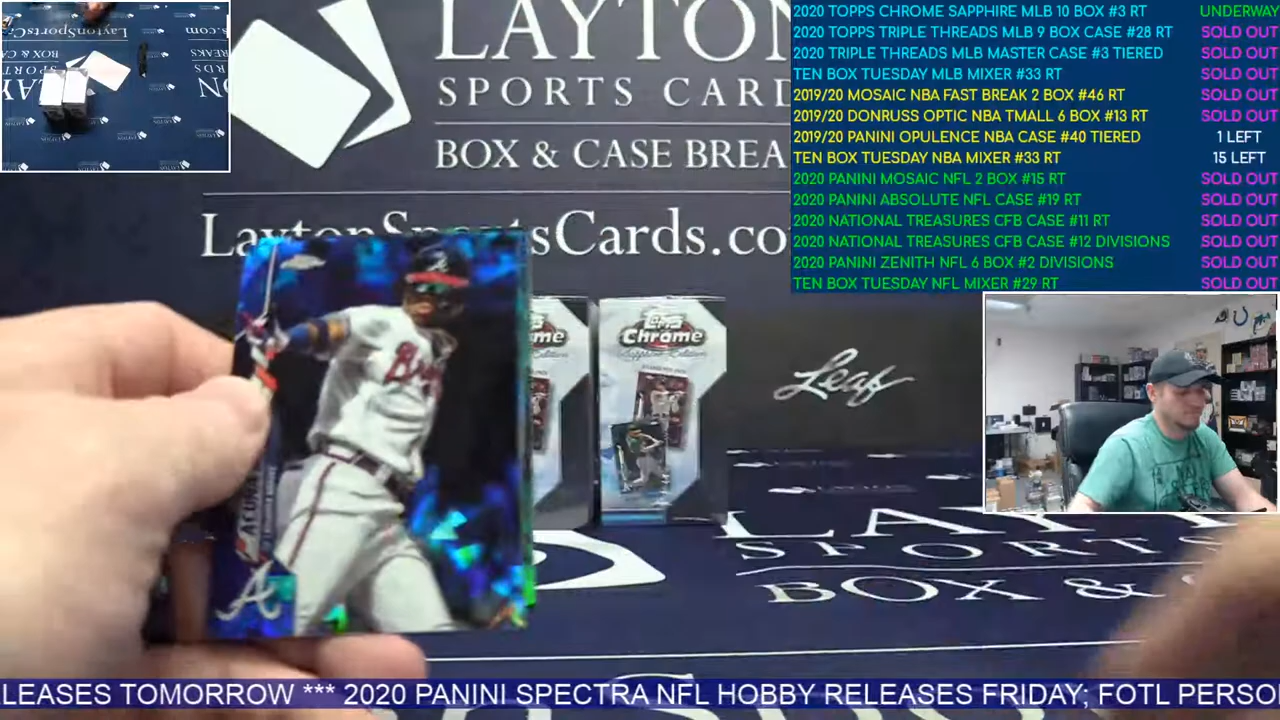 LAYTON
SPORTS CARD
BOX & CASE BREA
LaytonSportsCards.co
2020 TOPPS CHROME SAPPHIRE MLB 10 BOX #3 RT UNDERWAY
2020 TOPPS TRIPLE THREADS MLB 9 BOX CASE #28 RT SOLD OUT
2020 TRIPLE THREADS MLB MASTER CASE #3 TIERED SOLD OUT
TEN BOX TUESDAY MLB MIXER #33 RT SOLD OUT
2019/20 MOSAIC NBA FAST BREAK 2 BOX #46 RT SOLD OUT
2019/20 DONRUSS OPTIC NBA TMALL 6 BOX #13 RT SOLD OUT
2019/20 PANINI OPULENCE NBA CASE #40 TIERED 1 LEFT
TEN BOX TUESDAY NBA MIXER #33 RT 15 LEFT
2020 PANINI MOSAIC NFL 2 BOX #15 RT SOLD OUT
2020 PANINI ABSOLUTE NFL CASE #19 RT SOLD OUT
2020 NATIONAL TREASURES CFB CASE #11 RT SOLD OUT
2020 NATIONAL TREASURES CFB CASE #12 DIVISIONS SOLD OUT
2020 PANINI ZENITH NFL 6 BOX #2 DIVISIONS SOLD OUT
TEN BOX TUESDAY NFL MIXER #29 RT SOLD OUT
Topps
Chrome
Leaf
ACUÑA
A
LAY
SPORTS
BOX &
LEASES TOMORROW *** 2020 PANINI SPECTRA NFL HOBBY RELEASES FRIDAY; FOTL PERSO